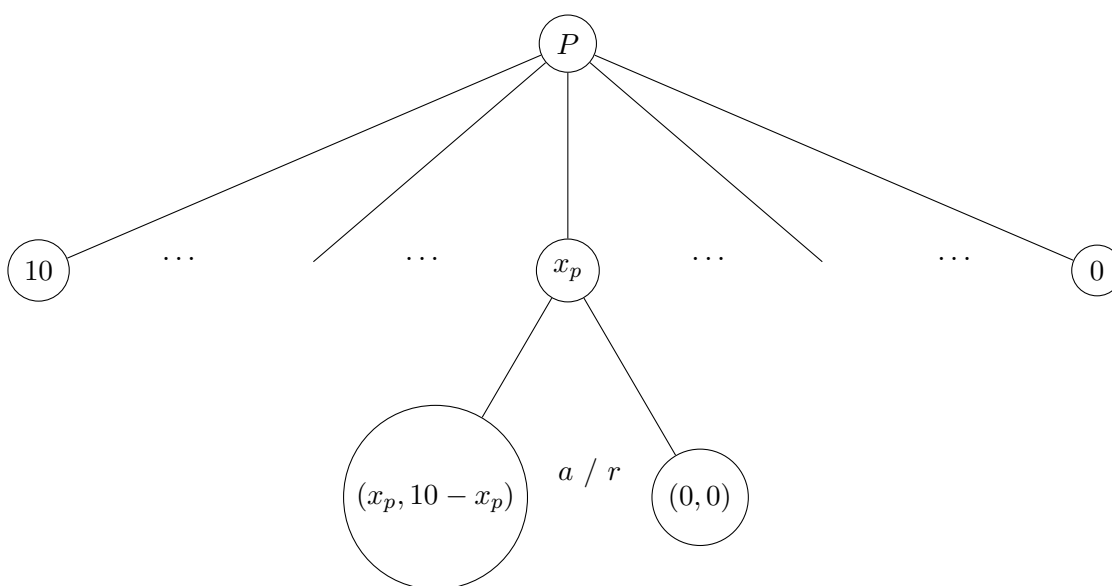 P
10 ... ... x_p ... ... 0
a / r
(x_p, 10 − x_p) (0, 0)